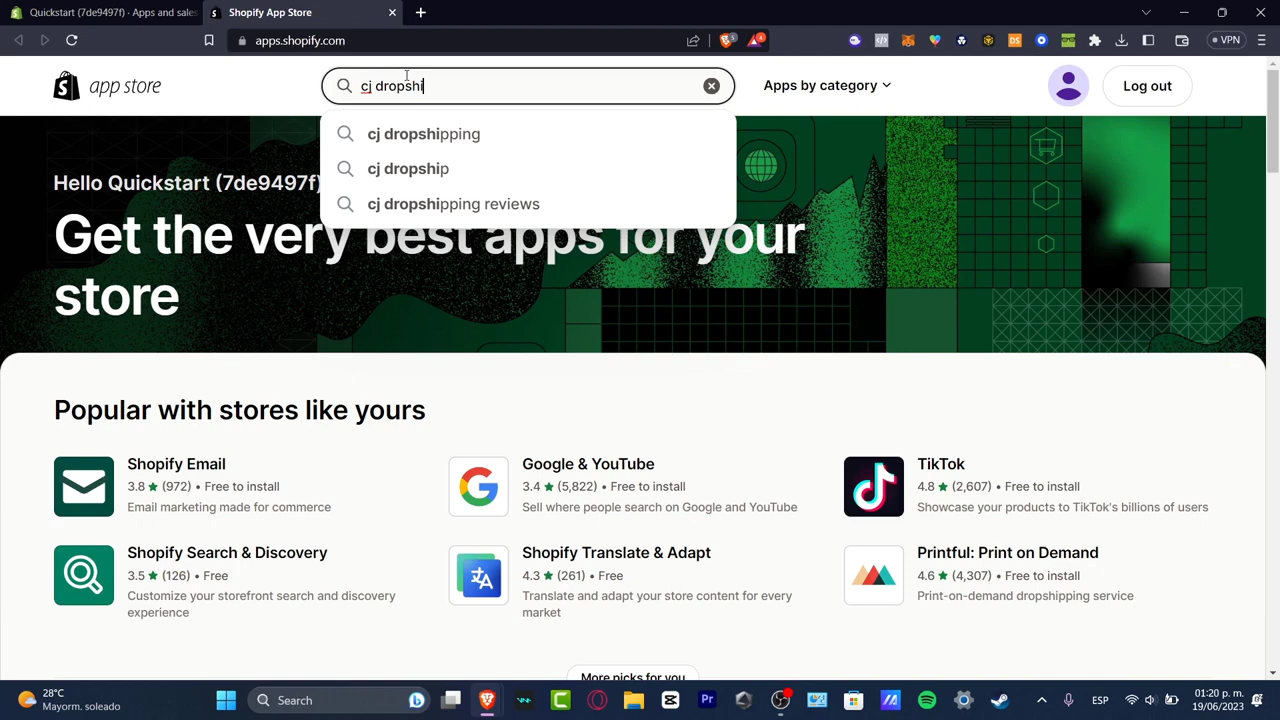 Quickstart (7de9497f) · Apps and sales
Shopify App Store
apps.shopify.com
5
4
DS
VPN
app store
cj dropshi
Apps by category
Log out
cj dropshipping
cj dropship
cj dropshipping reviews
Hello Quickstart (7de9497f)
Get the very best apps for your
store
Popular with stores like yours
Shopify Email
3.8 ★ (972) • Free to install
Email marketing made for commerce
Google & YouTube
3.4 ★ (5,822) • Free to install
Sell where people search on Google and YouTube
TikTok
4.8 ★ (2,607) • Free to install
Showcase your products to TikTok's billions of users
Shopify Search & Discovery
3.5 ★ (126) • Free
Customize your storefront search and discovery
experience
Shopify Translate & Adapt
4.3 ★ (261) • Free
Translate and adapt your store content for every
market
Printful: Print on Demand
4.6 ★ (4,307) • Free to install
Print-on-demand dropshipping service
More picks for you
28°C
Mayorm. soleado
Search
Pr
ESP
01:20 p. m.
19/06/2023